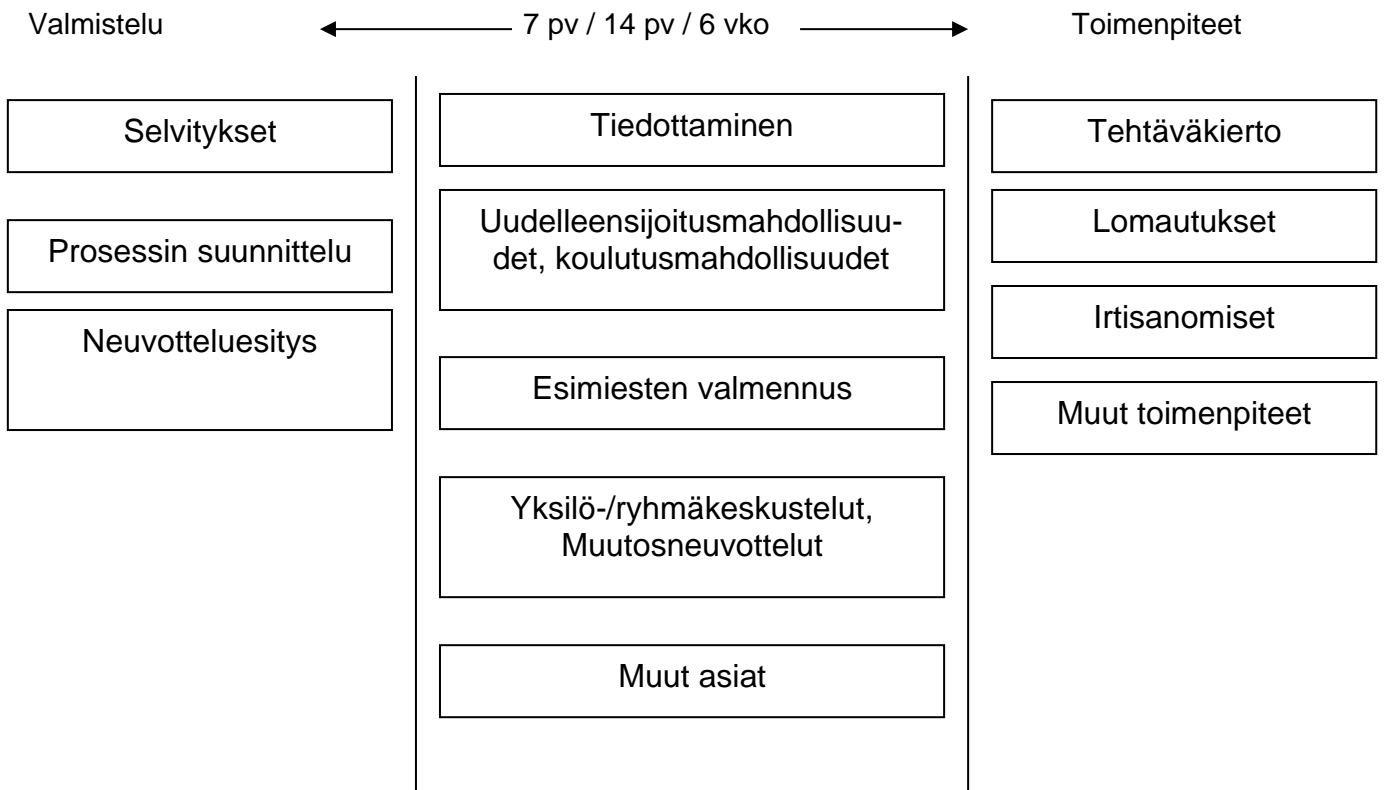 Valmistelu
7 pv / 14 pv / 6 vko
Toimenpiteet
Selvitykset
Prosessin suunnittelu
Neuvotteluesitys
Tiedottaminen
Uudelleensijoitusmahdollisuu-
det, koulutusmahdollisuudet
Esimiesten valmennus
Yksilö-/ryhmäkeskustelut,
Muutosneuvottelut
Muut asiat
Tehtäväkierto
Lomautukset
Irtisanomiset
Muut toimenpiteet